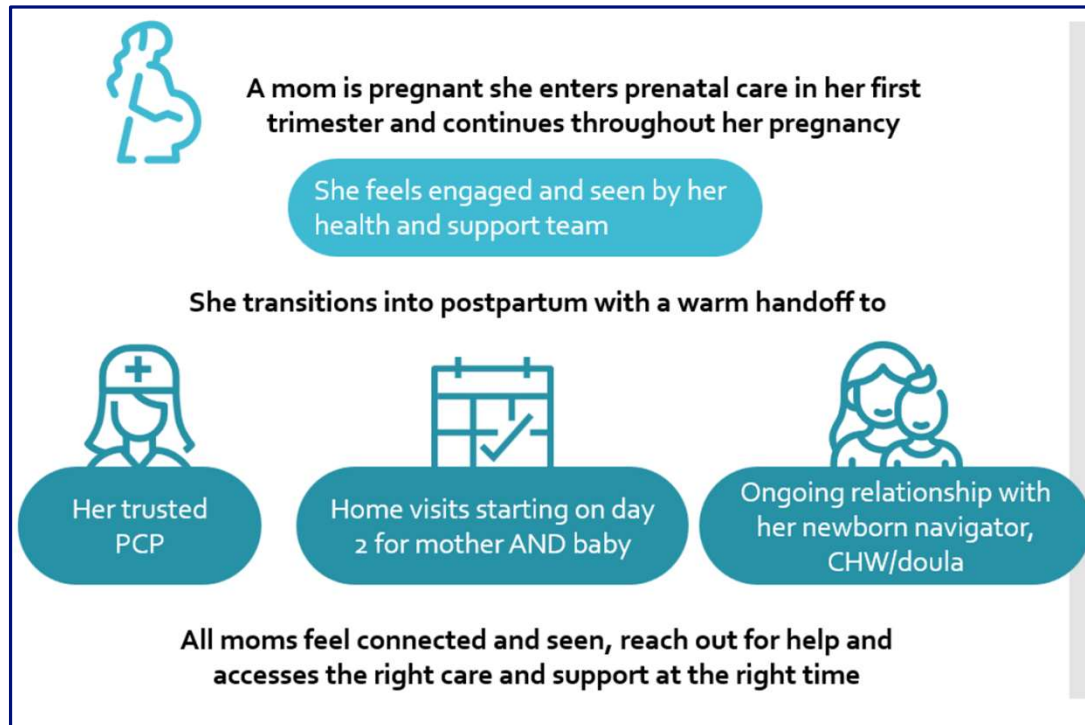 A mom is pregnant she enters prenatal care in her first
trimester and continues throughout her pregnancy
She feels engaged and seen by her
health and support team
She transitions into postpartum with a warm handoff to
Her trusted
PCP
Home visits starting on day
2 for mother AND baby
Ongoing relationship with
her newborn navigator,
CHW/doula
All moms feel connected and seen, reach out for help and
accesses the right care and support at the right time